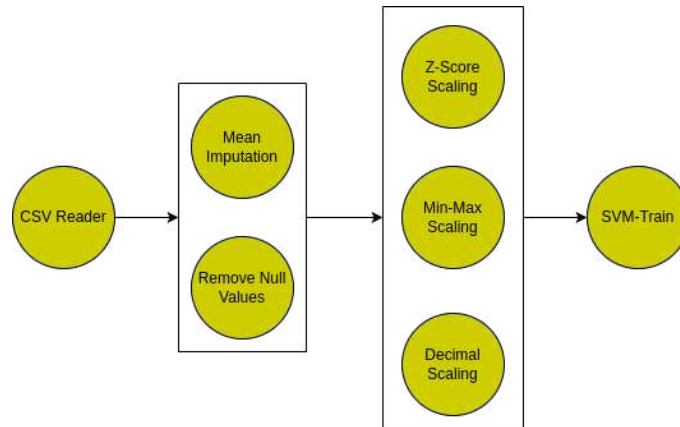 CSV Reader
Mean
Imputation
Remove Null
Values
Z-Score
Scaling
Min-Max
Scaling
Decimal
Scaling
SVM-Train